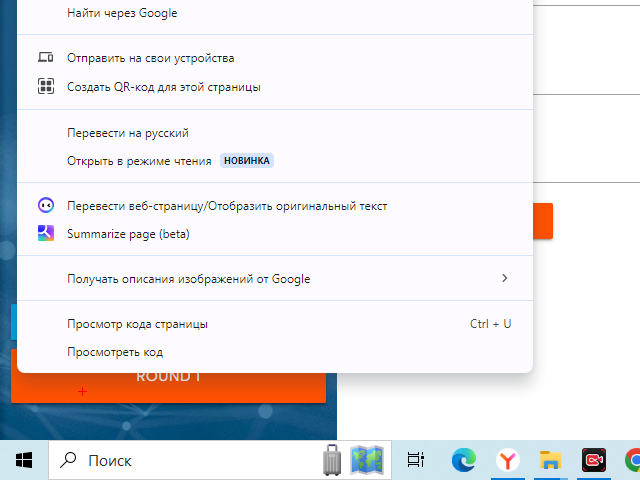 Найти через Google
Отправить на свои устройства
Создать QR-код для этой страницы
Перевести на русский
Открыть в режиме чтения НОВИНКА
Перевести веб-страницу/Отобразить оригинальный текст
Summarize page (beta)
Получать описания изображений от Google
Просмотр кода страницы Ctrl + U
Просмотреть код
ROUND 1
Поиск